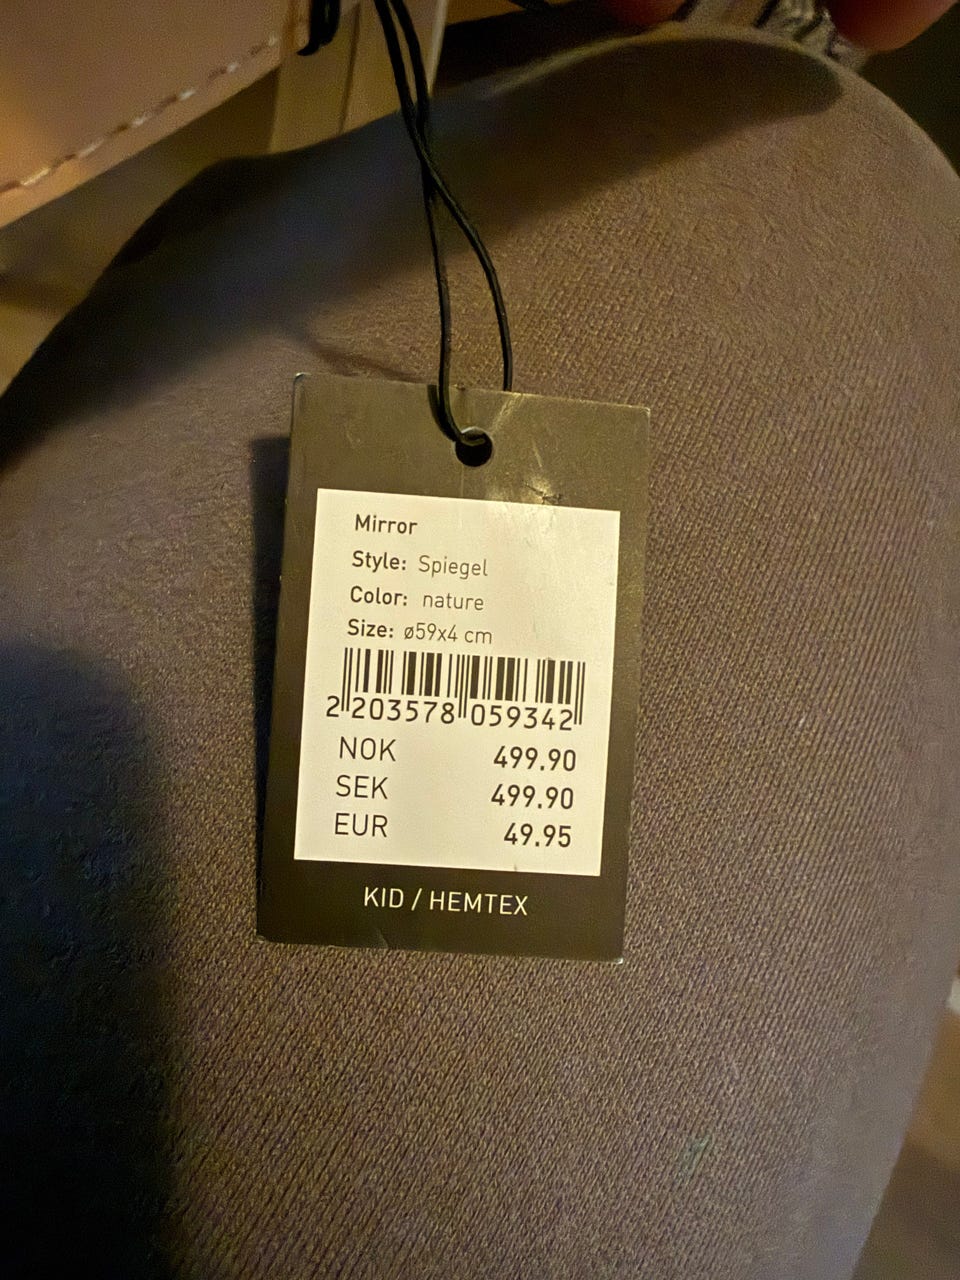 Mirror
Style: Spiegel
Color: nature
Size: ø59x4 cm
2 203578 059342
NOK 499.90
SEK 499.90
EUR 49.95
KID / HEMTEX